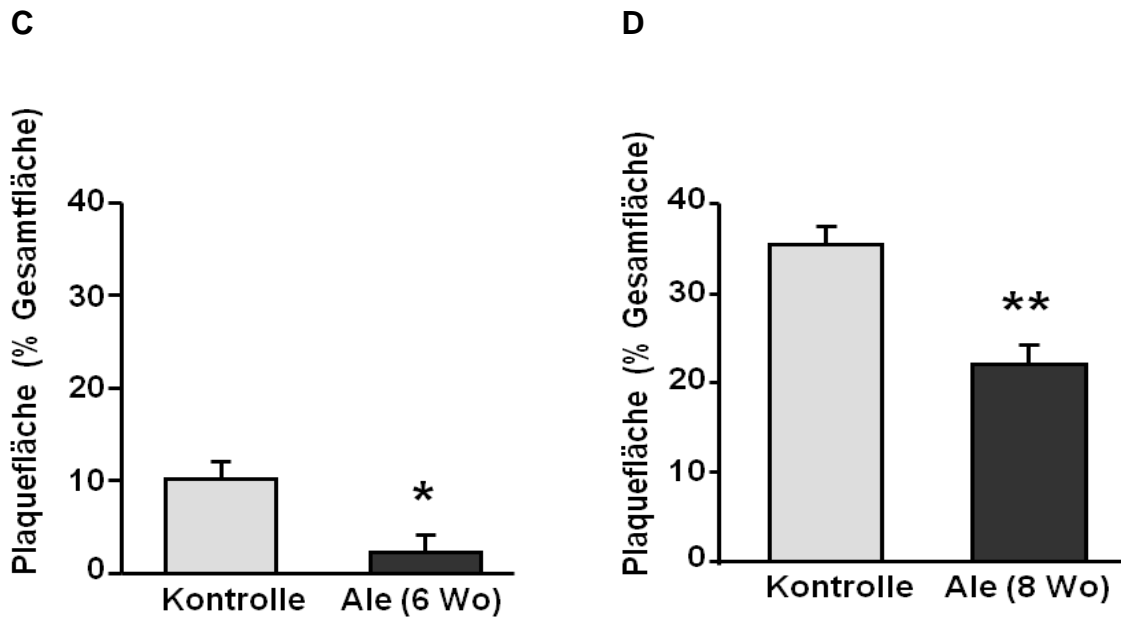 C
Plaquefläche (% Gesamtfläche)
40
30
20
10
0
*
Kontrolle Ale (6 Wo)
D
Plaquefläche (% Gesamfläche)
40
30
20
10
0
**
Kontrolle Ale (8 Wo)